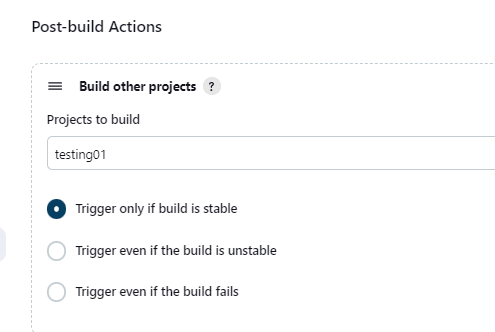 Post-build Actions
Build other projects ?
Projects to build
testing01
Trigger only if build is stable
Trigger even if the build is unstable
Trigger even if the build fails